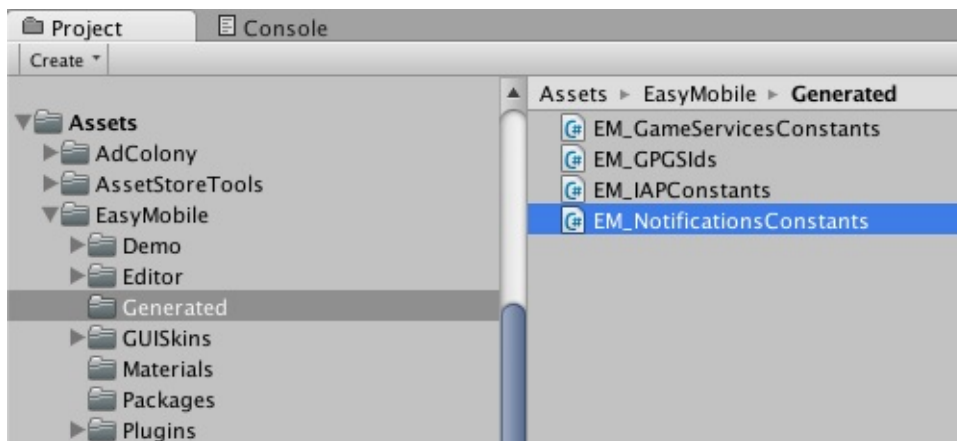 Project
Console
Create
Assets
AdColony
AssetStoreTools
EasyMobile
Demo
Editor
Generated
GUISkins
Materials
Packages
Plugins
Assets ▸ EasyMobile ▸ Generated
C# EM_GameServicesConstants
C# EM_GPGSIds
C# EM_IAPConstants
C# EM_NotificationsConstants